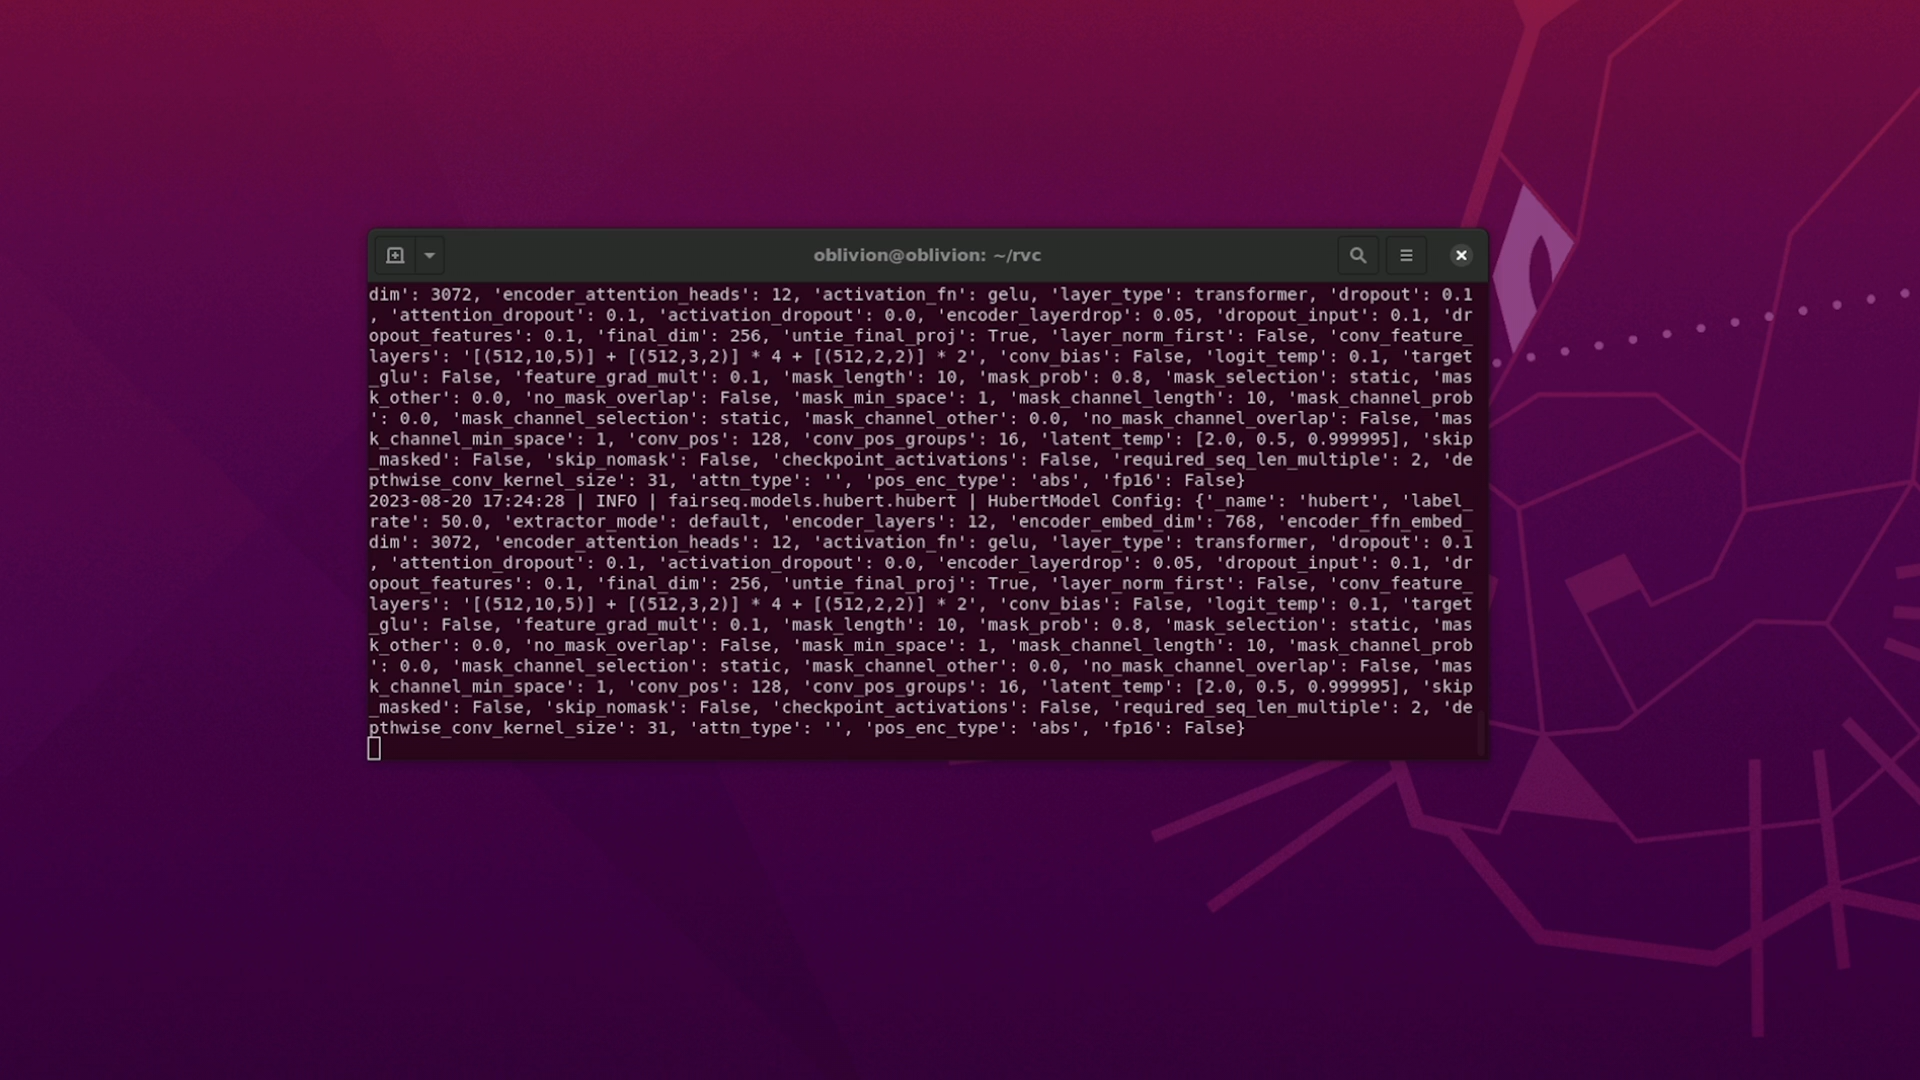 oblivion@oblivion: ~/rvc
dim': 3072, 'encoder_attention_heads': 12, 'activation_fn': gelu, 'layer_type': transformer, 'dropout': 0.1
, 'attention_dropout': 0.1, 'activation_dropout': 0.0, 'encoder_layerdrop': 0.05, 'dropout_input': 0.1, 'dr
opout_features': 0.1, 'final_dim': 256, 'untie_final_proj': True, 'layer_norm_first': False, 'conv_feature_
layers': '[(512,10,5)] + [(512,3,2)] * 4 + [(512,2,2)] * 2', 'conv_bias': False, 'logit_temp': 0.1, 'target
_glu': False, 'feature_grad_mult': 0.1, 'mask_length': 10, 'mask_prob': 0.8, 'mask_selection': static, 'mas
k_other': 0.0, 'no_mask_overlap': False, 'mask_min_space': 1, 'mask_channel_length': 10, 'mask_channel_prob
': 0.0, 'mask_channel_selection': static, 'mask_channel_other': 0.0, 'no_mask_channel_overlap': False, 'mas
k_channel_min_space': 1, 'conv_pos': 128, 'conv_pos_groups': 16, 'latent_temp': [2.0, 0.5, 0.999995], 'skip
_masked': False, 'skip_nomask': False, 'checkpoint_activations': False, 'required_seq_len_multiple': 2, 'de
pthwise_conv_kernel_size': 31, 'attn_type': '', 'pos_enc_type': 'abs', 'fp16': False}
2023-08-20 17:24:28 | INFO | fairseq.models.hubert.hubert | HubertModel Config: {'_name': 'hubert', 'label_
rate': 50.0, 'extractor_mode': default, 'encoder_layers': 12, 'encoder_embed_dim': 768, 'encoder_ffn_embed_
dim': 3072, 'encoder_attention_heads': 12, 'activation_fn': gelu, 'layer_type': transformer, 'dropout': 0.1
, 'attention_dropout': 0.1, 'activation_dropout': 0.0, 'encoder_layerdrop': 0.05, 'dropout_input': 0.1, 'dr
opout_features': 0.1, 'final_dim': 256, 'untie_final_proj': True, 'layer_norm_first': False, 'conv_feature_
layers': '[(512,10,5)] + [(512,3,2)] * 4 + [(512,2,2)] * 2', 'conv_bias': False, 'logit_temp': 0.1, 'target
_glu': False, 'feature_grad_mult': 0.1, 'mask_length': 10, 'mask_prob': 0.8, 'mask_selection': static, 'mas
k_other': 0.0, 'no_mask_overlap': False, 'mask_min_space': 1, 'mask_channel_length': 10, 'mask_channel_prob
': 0.0, 'mask_channel_selection': static, 'mask_channel_other': 0.0, 'no_mask_channel_overlap': False, 'mas
k_channel_min_space': 1, 'conv_pos': 128, 'conv_pos_groups': 16, 'latent_temp': [2.0, 0.5, 0.999995], 'skip
_masked': False, 'skip_nomask': False, 'checkpoint_activations': False, 'required_seq_len_multiple': 2, 'de
pthwise_conv_kernel_size': 31, 'attn_type': '', 'pos_enc_type': 'abs', 'fp16': False}